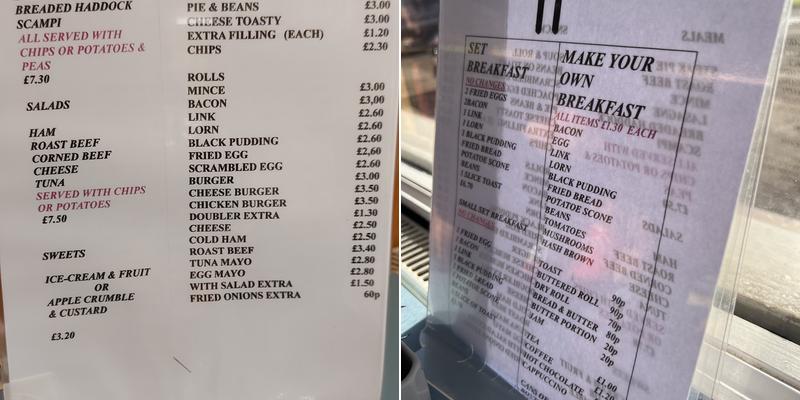 BREADED HADDOCK
SCAMPI
ALL SERVED WITH
CHIPS OR POTATOES &
PEAS
£7.30
SALADS
HAM
ROAST BEEF
CORNED BEEF
CHEESE
TUNA
SERVED WITH CHIPS
OR POTATOES
£7.50
SWEETS
ICE-CREAM & FRUIT
OR
APPLE CRUMBLE
& CUSTARD
£3.20
PIE & BEANS £3.00
CHEESE TOASTY £3.00
EXTRA FILLING (EACH) £1.20
CHIPS £2.30
ROLLS
MINCE £3.00
BACON £3,00
LINK £2.60
LORN £2.60
BLACK PUDDING £2.60
FRIED EGG £2,60
SCRAMBLED EGG £2.60
BURGER £3.00
CHEESE BURGER £3.50
CHICKEN BURGER £3.50
DOUBLER EXTRA £1.30
CHEESE £2.50
COLD HAM £2.50
ROAST BEEF £3.40
TUNA MAYO £2.80
EGG MAYO £2.80
WITH SALAD EXTRA £1.50
FRIED ONIONS EXTRA 60p
SET
BREAKFAST
NO CHANGES
2 FRIED EGGS
2BACON
1 LINK
1 LORN
1 BLACK PUDDING
FRIED BREAD
POTATOE SCONE
BEANS
1 SLICE TOAST
£6.70
SMALL SET BREAKFAST
NO CHANGES
1 FRIED EGG
1 BACON
1 LINK
BLACK PUDDING
FRIED BREAD
POTATOE SCONE
BEANS
SLICE OF TOAST
MAKE YOUR
OWN
BREAKFAST
ALL ITEMS £1.30 EACH
BACON
EGG
LINK
LORN
BLACK PUDDING
FRIED BREAD
POTATOE SCONE
BEANS
TOMATOES
MUSHROOMS
HASH BROWN
TOAST 90p
BUTTERED ROLL 90p
DRY ROLL 70p
BREAD & BUTTER 80p
BUTTER PORTION 20p
JAM 20p
TEA £1.00
COFFEE £1.20
HOT CHOCOLATE
CAPPUCCINO